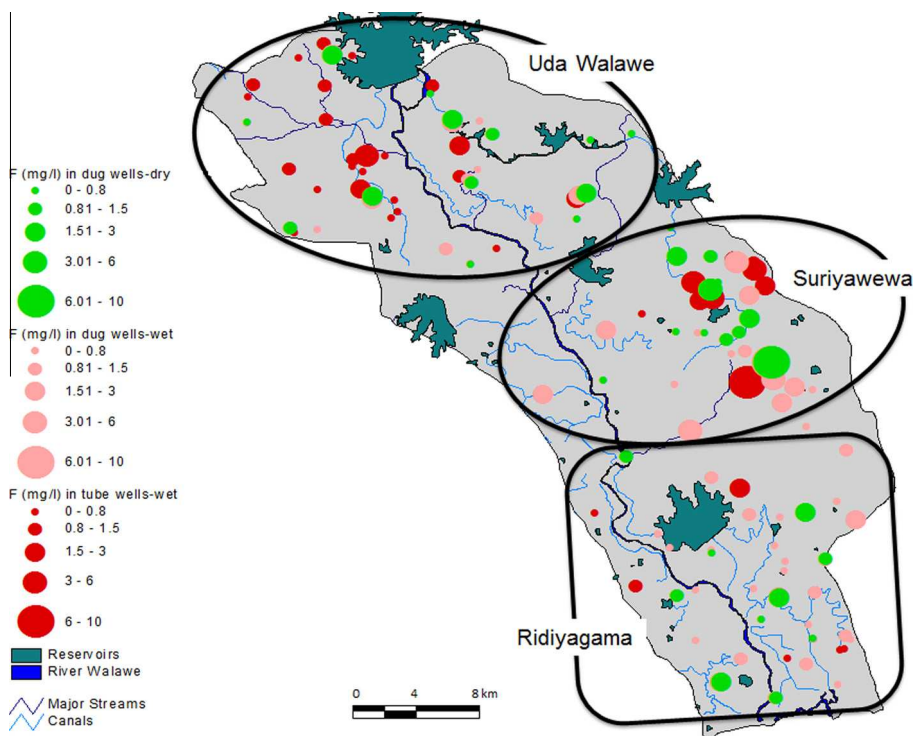 Uda Walawe
Suriyawewa
Ridiyagama
F (mg/l) in dug wells-dry
0 - 0.8
0.81 - 1.5
1.51 - 3
3.01 - 6
6.01 - 10
F (mg/l) in dug wells-wet
0 - 0.8
0.81 - 1.5
1.51 - 3
3.01 - 6
6.01 - 10
F (mg/l) in tube wells-wet
0 - 0.8
0.8 - 1.5
1.5 - 3
3 - 6
6 - 10
Reservoirs
River Walawe
Major Streams
Canals
0 4 8 km